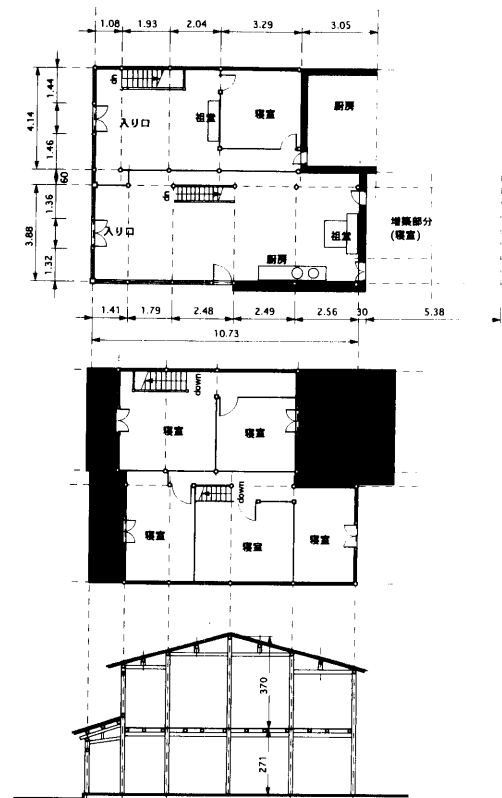 1.08 1.93 2.04 3.29 3.05
1.44
4.14
1.46
60
1.36
3.88
1.32
up
入り口
祖堂
寝室
厨房
up
入り口
祖堂
厨房
増築部分
(寝室)
1.41 1.79 2.48 2.49 2.56 30 5.38
10.73
down
寝室
寝室
down
寝室
寝室
寝室
370
271